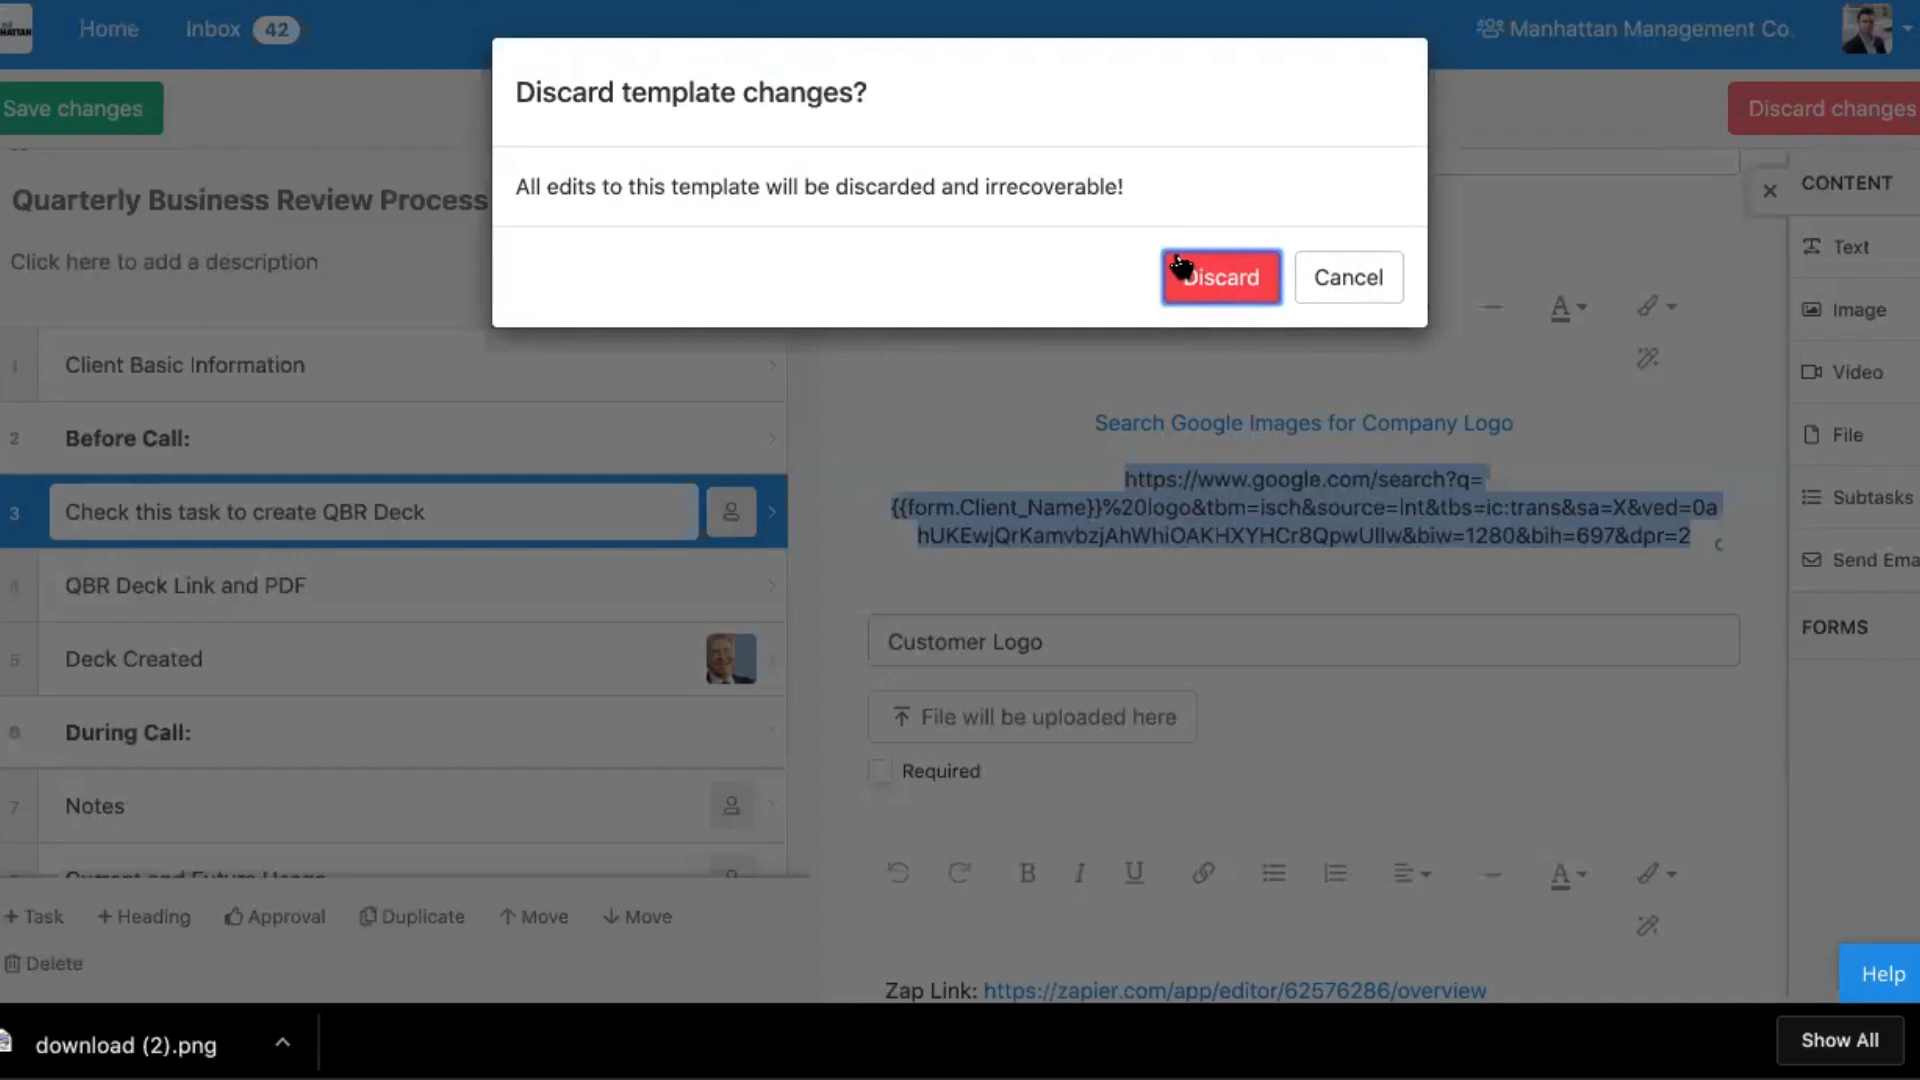 Home
Inbox 42
Manhattan Management Co.
Save changes
Discard changes
Discard template changes?
All edits to this template will be discarded and irrecoverable!
Discard
Cancel
Quarterly Business Review Process
Click here to add a description
1 Client Basic Information
2 Before Call:
3 Check this task to create QBR Deck
4 QBR Deck Link and PDF
5 Deck Created
6 During Call:
7 Notes
Current and Future Usage
+ Task
+ Heading
Approval
Duplicate
Move
Move
Delete
Search Google Images for Company Logo
https://www.google.com/search?q=
{{form.Client_Name}}%20logo&tbm=isch&source=lnt&tbs=ic:trans&sa=X&ved=0a
hUKEwjQrKamvbzjAhWhiOAKHXYHCr8QpwUIIw&biw=1280&bih=697&dpr=2
Customer Logo
File will be uploaded here
Required
B I U A
Zap Link: https://zapier.com/app/editor/62576286/overview
CONTENT
Text
Image
Video
File
Subtasks
Send Ema
FORMS
Help
download (2).png
Show All